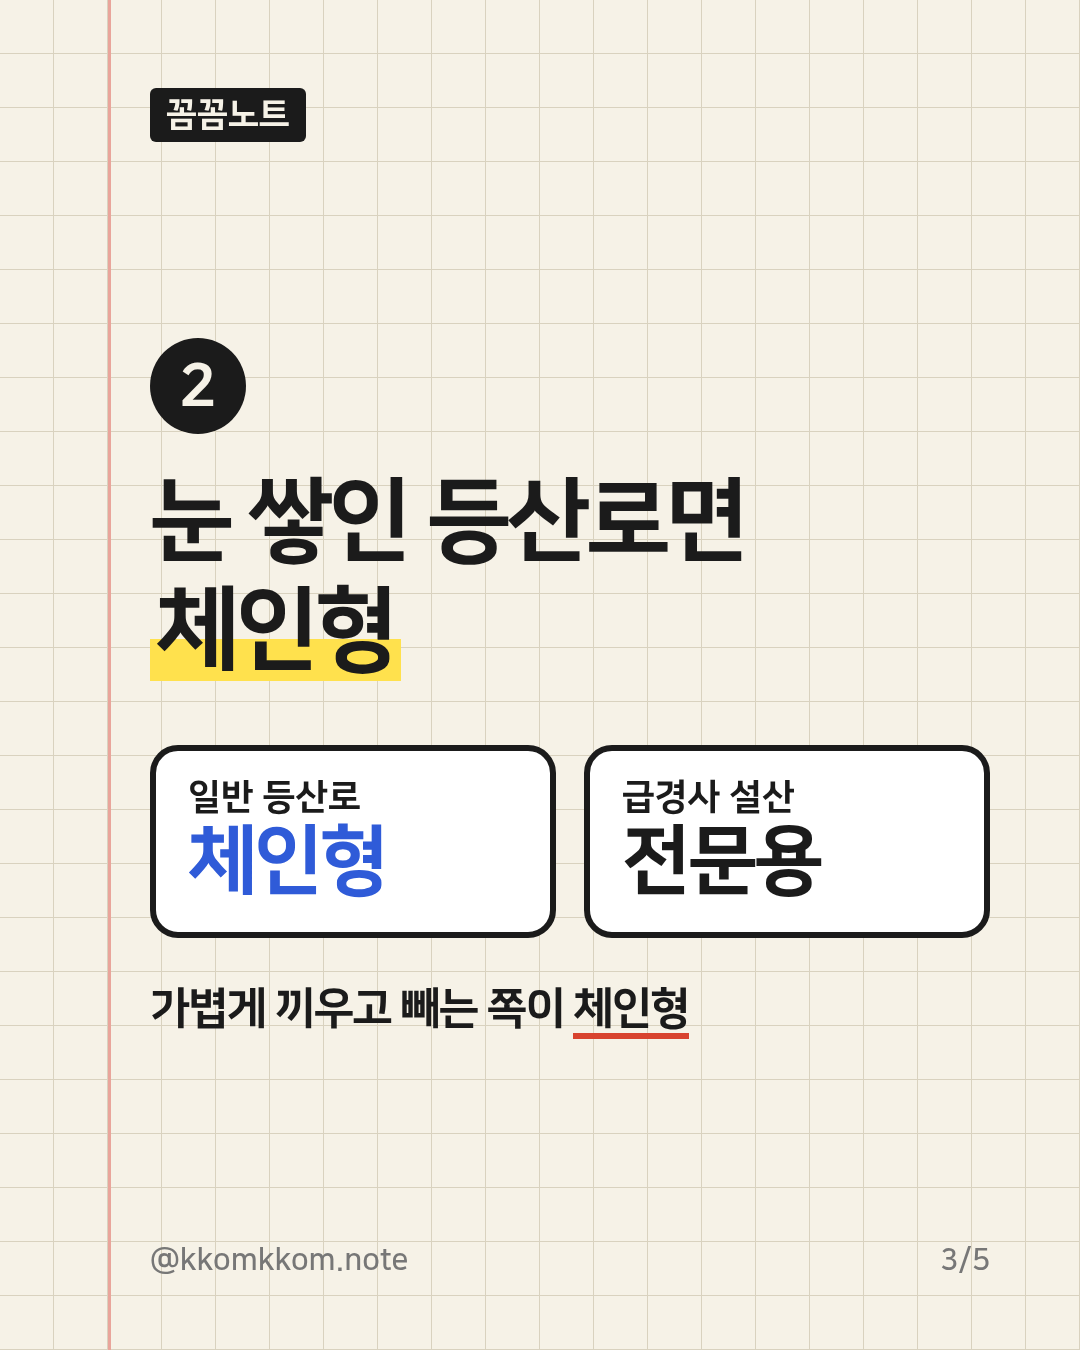 꼼꼼노트
2
눈 쌓인 등산로면
체인형
일반 등산로
체인형
급경사 설산
전문용
가볍게 끼우고 빼는 쪽이 체인형
@kkomkkom.note
3/5